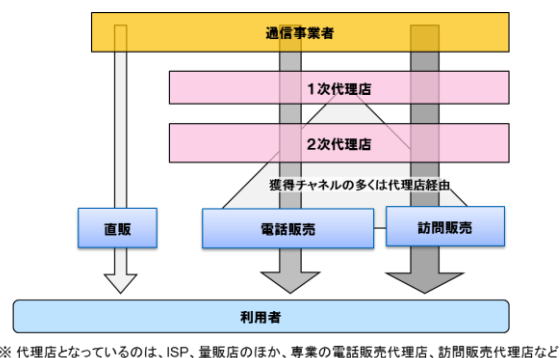 通信事業者
1次代理店
2次代理店
獲得チャネルの多くは代理店経由
直販
電話販売
訪問販売
利用者
※ 代理店となっているのは、ISP、量販店のほか、専業の電話販売代理店、訪問販売代理店など